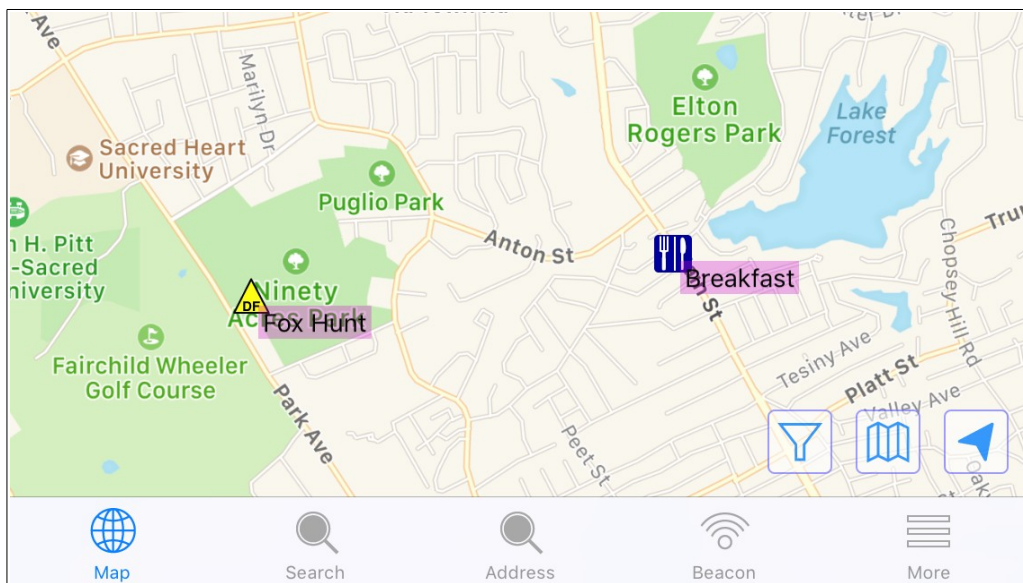 Ave
Marilyn Dr
Elton
Rogers Park
Lake
Forest
Sacred Heart
University
Puglio Park
Anton St
Chopsey Hill Rd
n H. Pitt
-Sacred
niversity
Breakfast
n St
DF
Ninety
Acres Park
Fox Hunt
Fairchild Wheeler
Golf Course
Park Ave
Tesiny Ave
Platt St
Valley Ave
Peet St
Map
Search
Address
Beacon
More